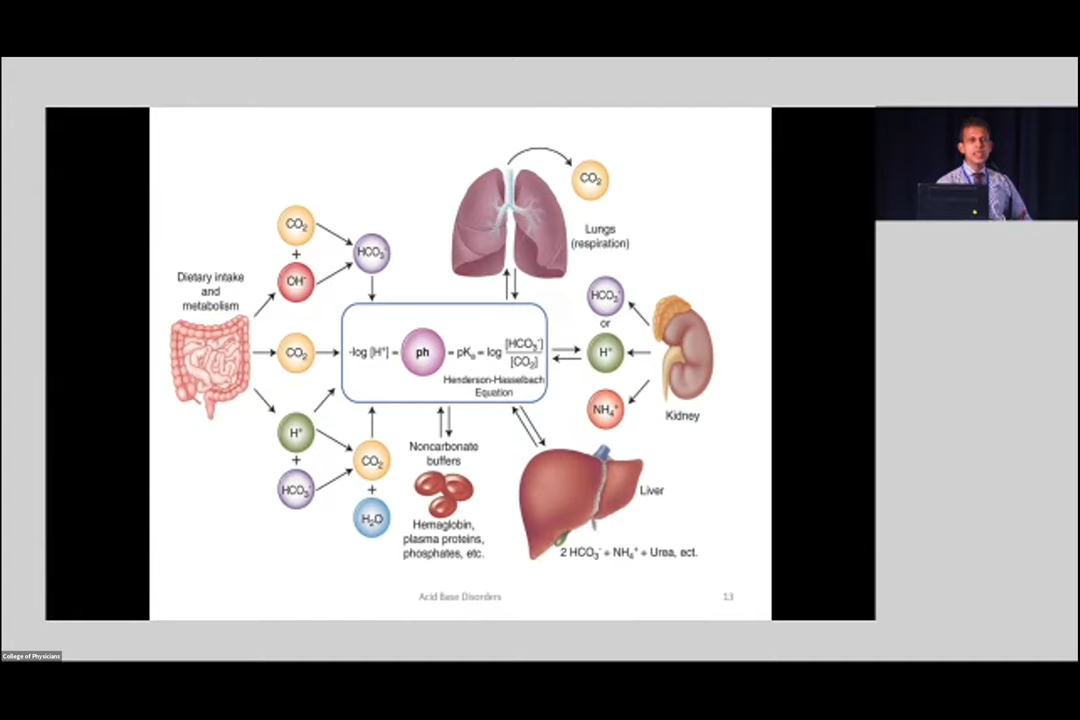 CO₂
Lungs
(respiration)
CO₂
+
OH⁻
HCO₃⁻
Dietary intake
and
metabolism
CO₂
-log [H⁺] = ph = pKₐ = log [HCO₃⁻]
[CO₂]
Henderson-Hasselbach
Equation
HCO₃⁻
or
H⁺
NH₄⁺
Kidney
H⁺
+
HCO₃⁻
CO₂
+
H₂O
Noncarbonate
buffers
Hemaglobin,
plasma proteins,
phosphates, etc.
Liver
2 HCO₃⁻ + NH₄⁺ + Urea, ect.
Acid Base Disorders
13
College of Physicians